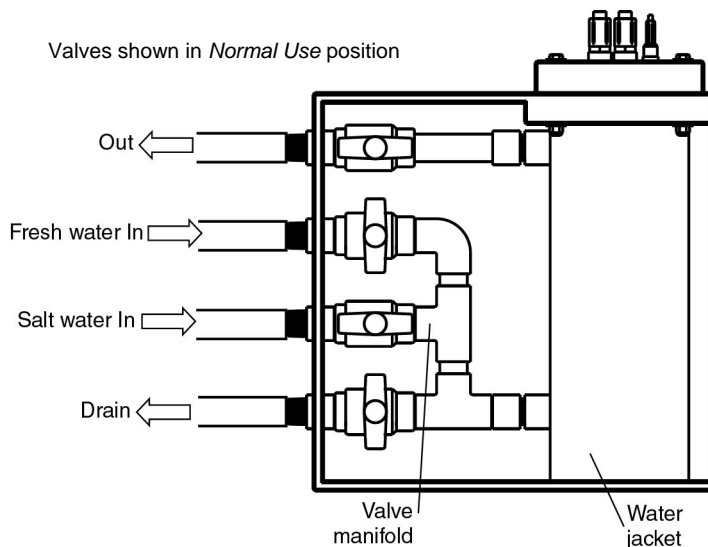 Valves shown in Normal Use position
Out
Fresh water In
Salt water In
Drain
Valve
manifold
Water
jacket